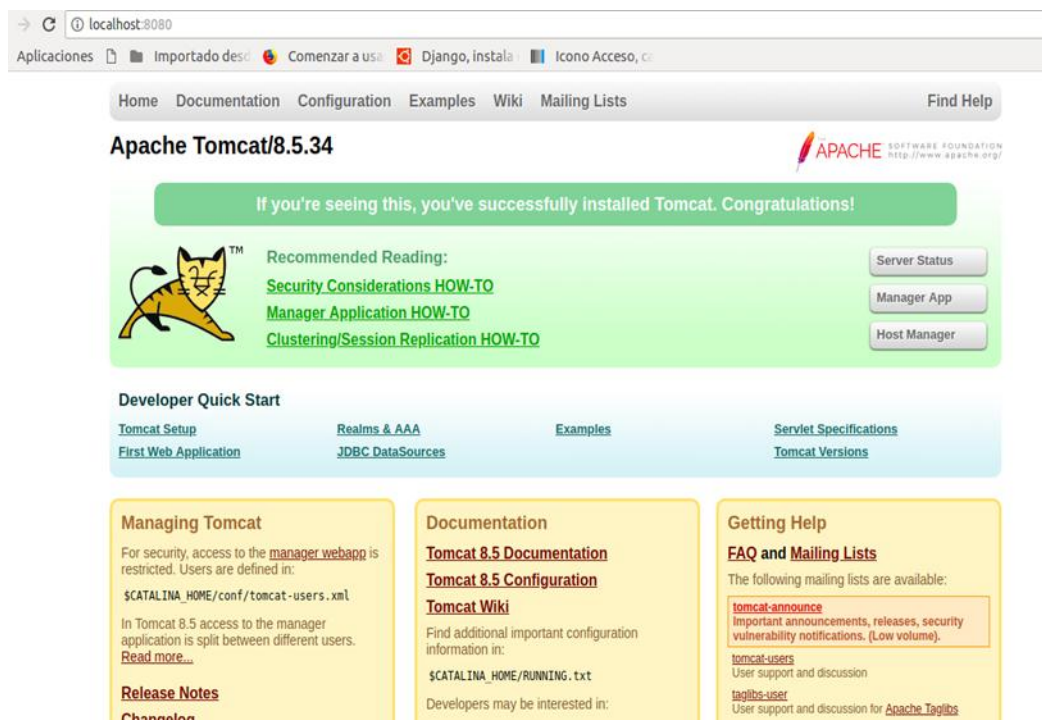 localhost:8080
Aplicaciones Importado desd Comenzar a usa Django, instala Icono Acceso, ca
Home Documentation Configuration Examples Wiki Mailing Lists Find Help
Apache Tomcat/8.5.34
APACHE SOFTWARE FOUNDATION
http://www.apache.org/
If you're seeing this, you've successfully installed Tomcat. Congratulations!
TM
Recommended Reading:
Security Considerations HOW-TO
Manager Application HOW-TO
Clustering/Session Replication HOW-TO
Server Status
Manager App
Host Manager
Developer Quick Start
Tomcat Setup
First Web Application
Realms & AAA
JDBC DataSources
Examples
Servlet Specifications
Tomcat Versions
Managing Tomcat
For security, access to the manager webapp is
restricted. Users are defined in:
$CATALINA_HOME/conf/tomcat-users.xml
In Tomcat 8.5 access to the manager
application is split between different users.
Read more...
Release Notes
Changelog
Documentation
Tomcat 8.5 Documentation
Tomcat 8.5 Configuration
Tomcat Wiki
Find additional important configuration
information in:
$CATALINA_HOME/RUNNING.txt
Developers may be interested in:
Getting Help
FAQ and Mailing Lists
The following mailing lists are available:
tomcat-announce
Important announcements, releases, security
vulnerability notifications. (Low volume).
tomcat-users
User support and discussion
taglibs-user
User support and discussion for Apache Taglibs